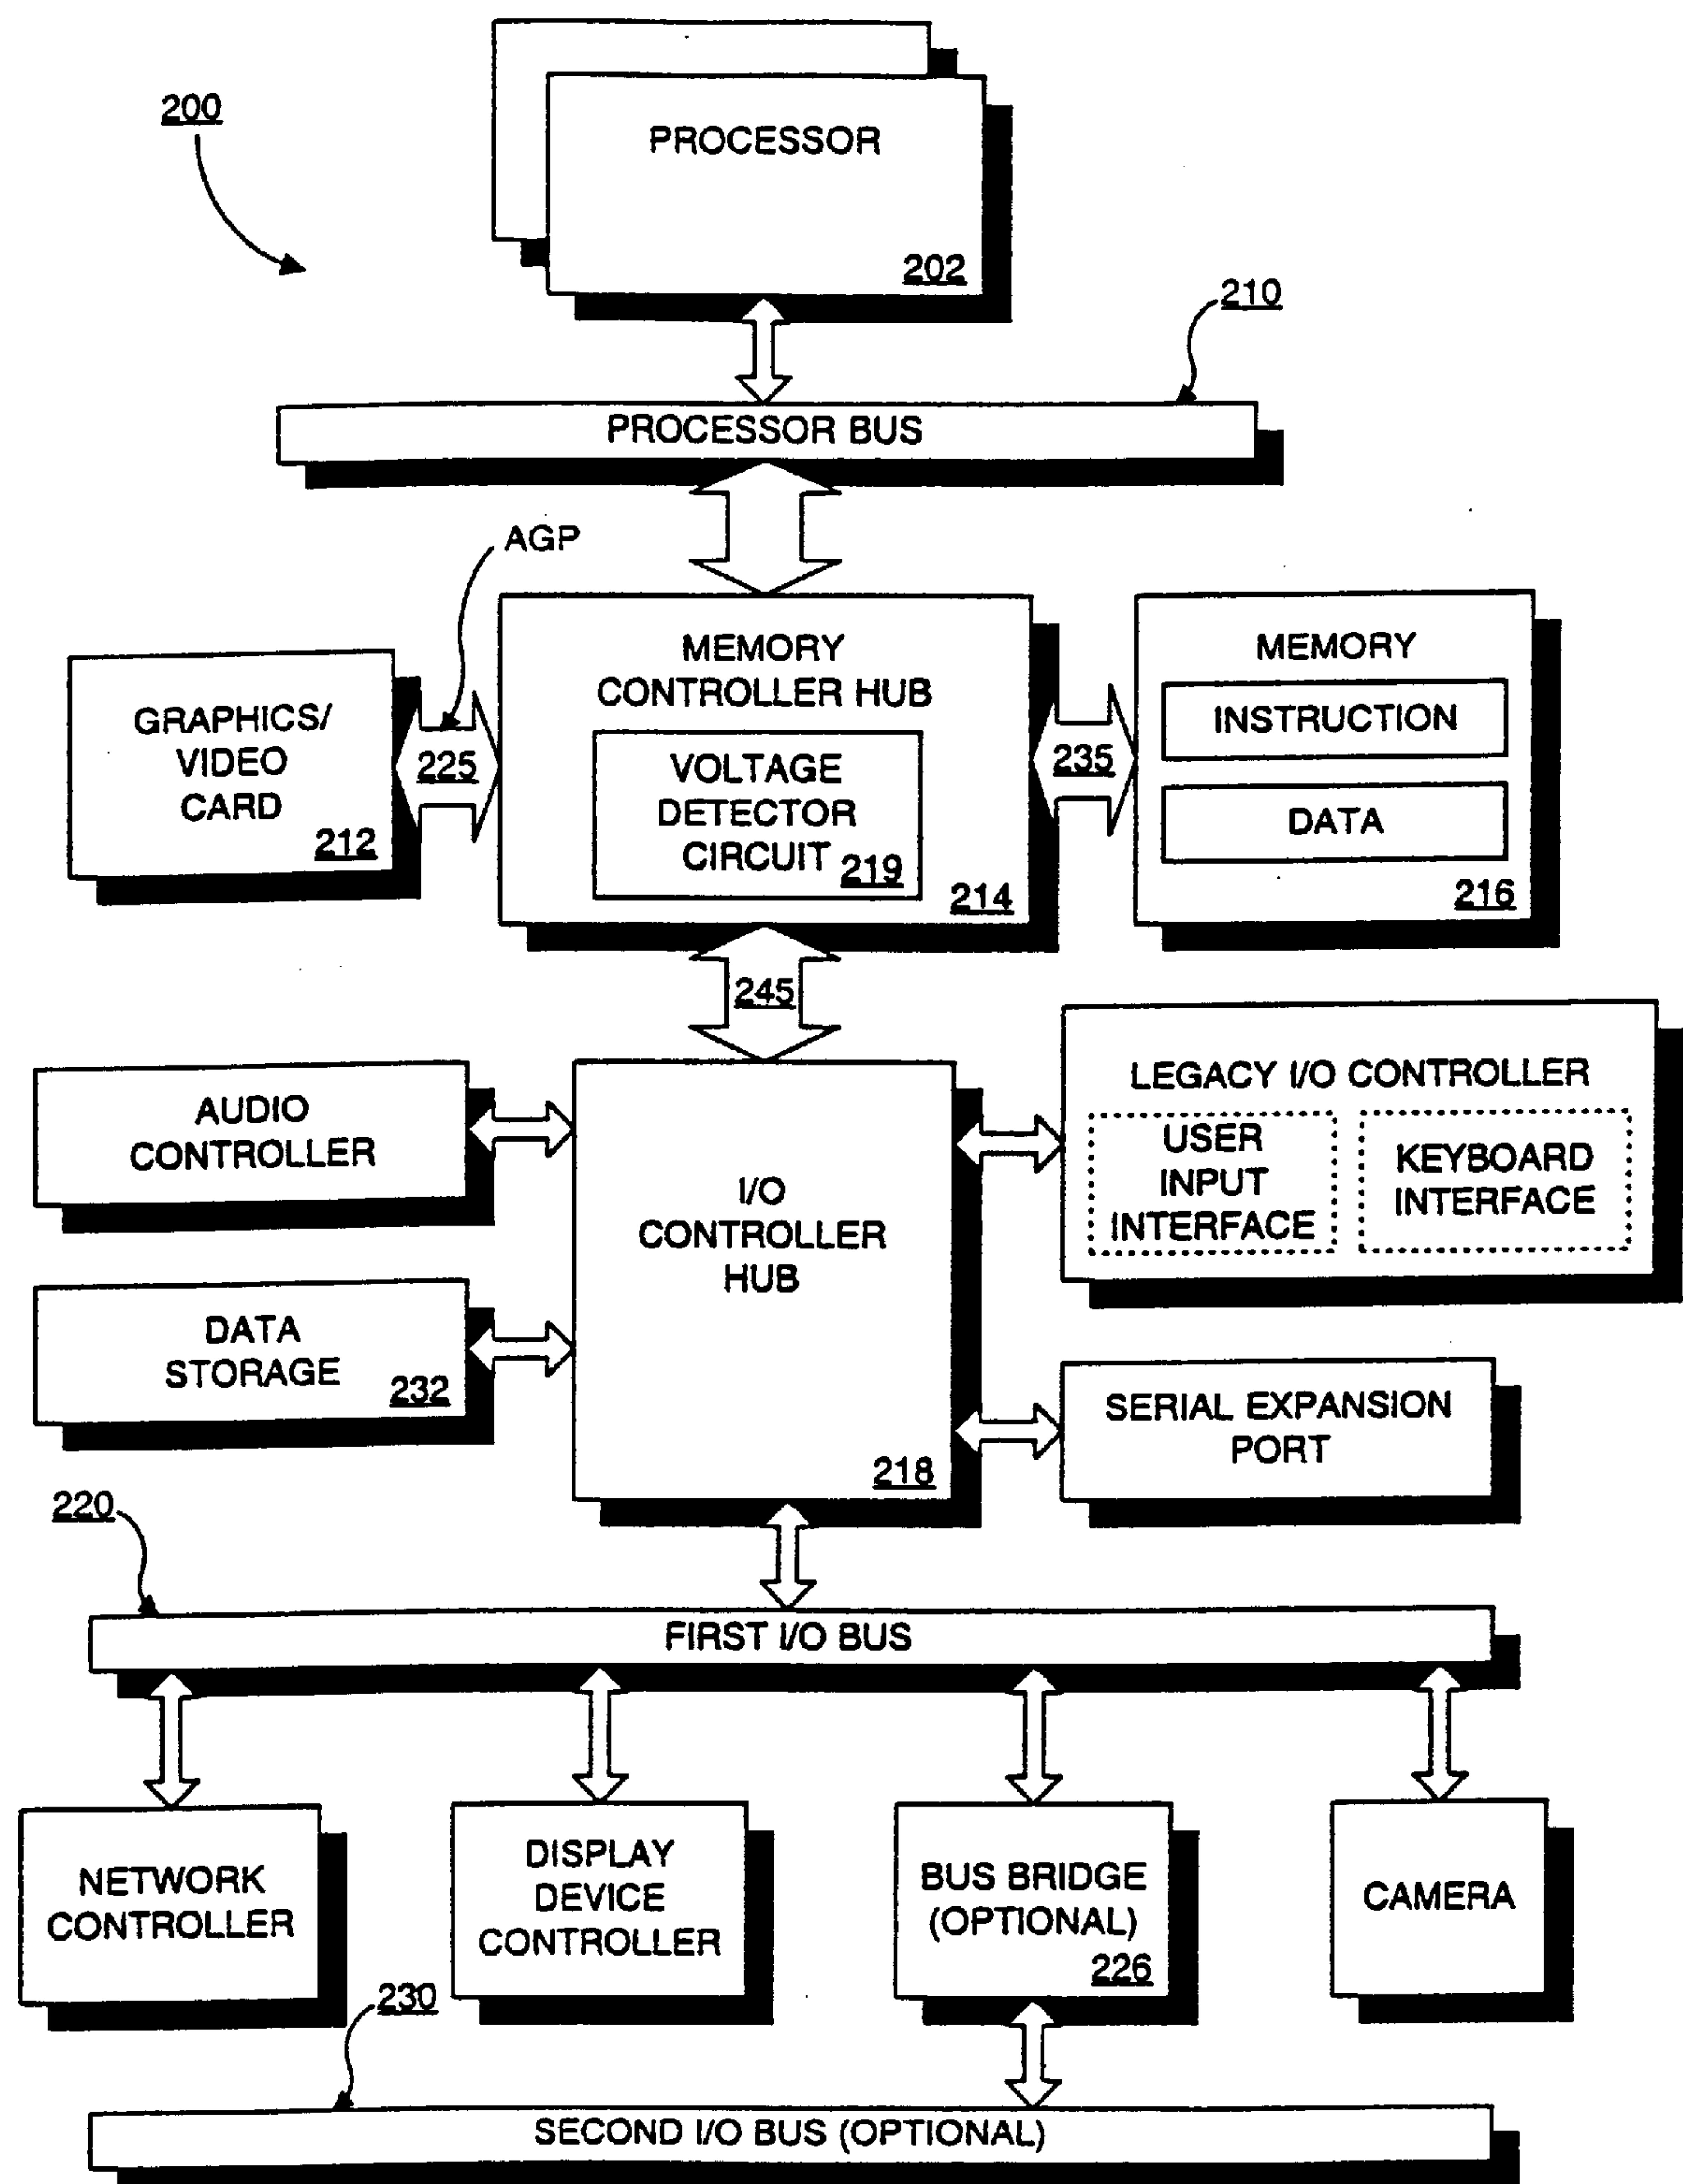 200
PROCESSOR
202
210
PROCESSOR BUS
AGP
GRAPHICS/
VIDEO
CARD
212
225
MEMORY
CONTROLLER HUB
VOLTAGE
DETECTOR
CIRCUIT
219
214
235
MEMORY
INSTRUCTION
DATA
216
245
AUDIO
CONTROLLER
DATA
STORAGE
232
I/O
CONTROLLER
HUB
218
LEGACY I/O CONTROLLER
USER
INPUT
INTERFACE
KEYBOARD
INTERFACE
SERIAL EXPANSION
PORT
220
FIRST I/O BUS
NETWORK
CONTROLLER
DISPLAY
DEVICE
CONTROLLER
BUS BRIDGE
(OPTIONAL)
226
CAMERA
230
SECOND I/O BUS (OPTIONAL)